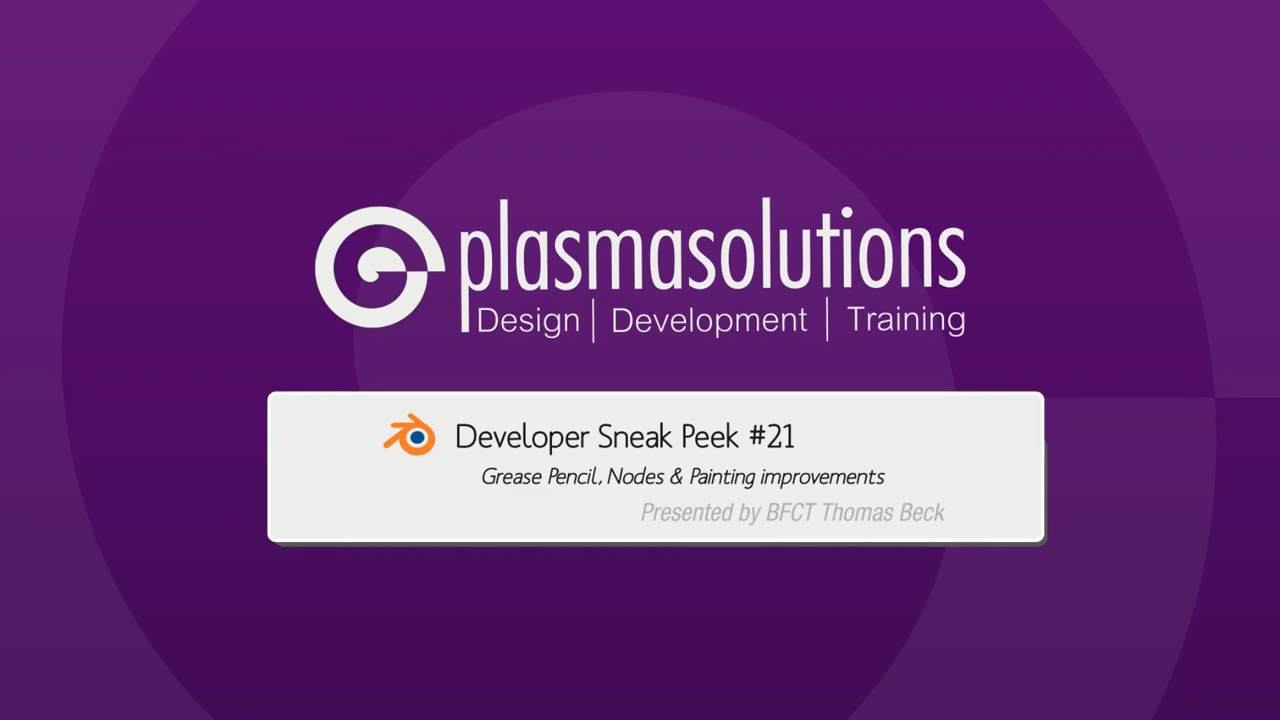 plasmasolutions
Design | Development | Training
Developer Sneak Peek #21
Grease Pencil, Nodes & Painting improvements
Presented by BFCT Thomas Beck